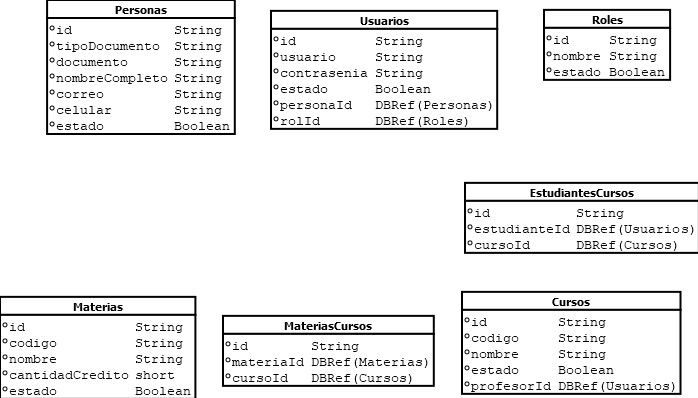 Personas
id String
tipoDocumento String
documento String
nombreCompleto String
correo String
celular String
estado Boolean
Usuarios
id String
usuario String
contrasenia String
estado Boolean
personaId DBRef(Personas)
rolId DBRef(Roles)
Roles
id String
nombre String
estado Boolean
EstudiantesCursos
id String
estudianteId DBRef(Usuarios)
cursoId DBRef(Cursos)
Materias
id String
codigo String
nombre String
cantidadCredito short
estado Boolean
MateriasCursos
id String
materiaId DBRef(Materias)
cursoId DBRef(Cursos)
Cursos
id String
codigo String
nombre String
estado Boolean
profesorId DBRef(Usuarios)